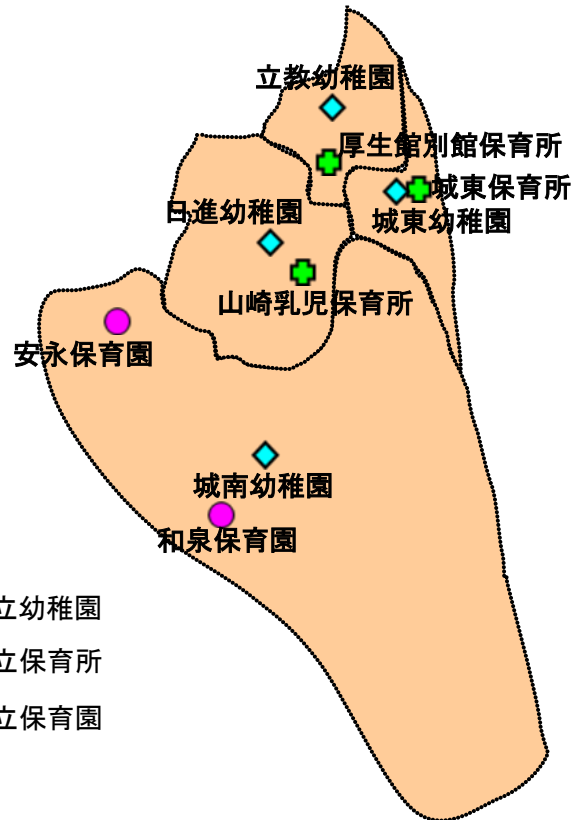 立教幼稚園
厚生館別館保育所
城東保育所
日進幼稚園
城東幼稚園
山崎乳児保育所
安永保育園
城南幼稚園
和泉保育園
立幼稚園
立保育所
立保育園